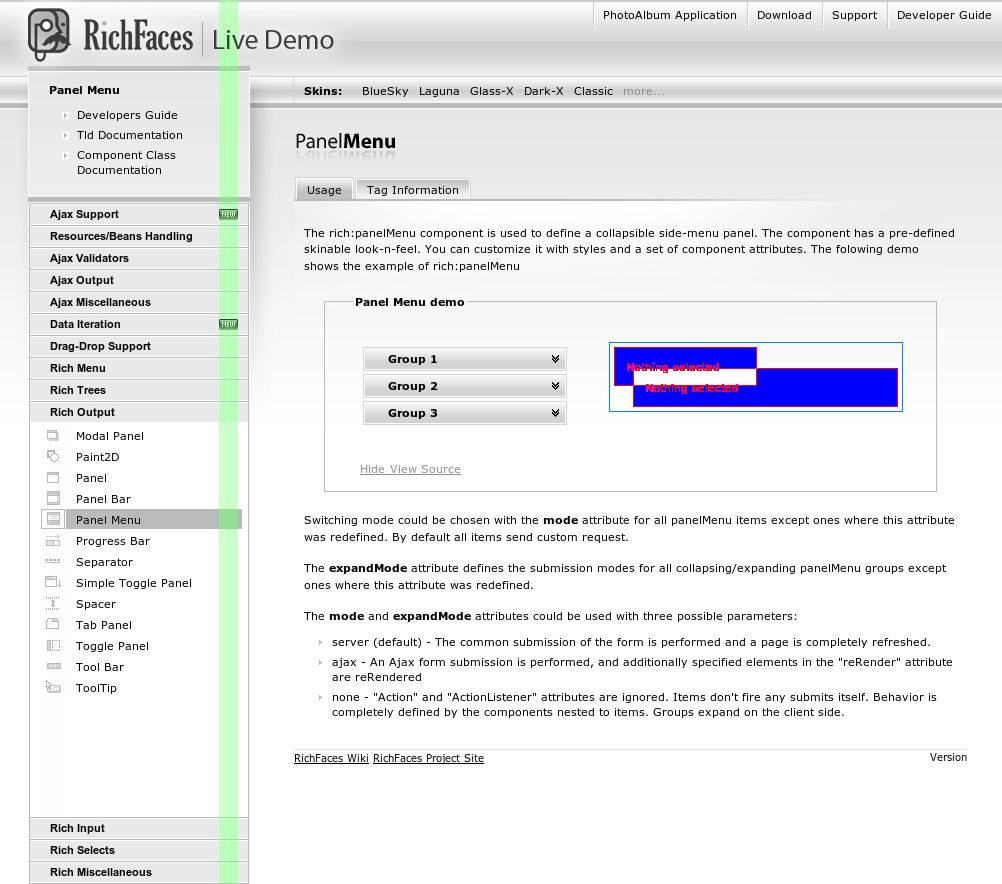 RichFaces Live Demo
PhotoAlbum Application Download Support Developer Guide
Skins: BlueSky Laguna Glass-X Dark-X Classic more...
Panel Menu
Developers Guide
Tld Documentation
Component Class
Documentation
Ajax Support NEW
Resources/Beans Handling
Ajax Validators
Ajax Output
Ajax Miscellaneous
Data Iteration NEW
Drag-Drop Support
Rich Menu
Rich Trees
Rich Output
Modal Panel
Paint2D
Panel
Panel Bar
Panel Menu
Progress Bar
Separator
Simple Toggle Panel
Spacer
Tab Panel
Toggle Panel
Tool Bar
ToolTip
Rich Input
Rich Selects
Rich Miscellaneous
PanelMenu
Usage Tag Information
The rich:panelMenu component is used to define a collapsible side-menu panel. The component has a pre-defined
skinable look-n-feel. You can customize it with styles and a set of component attributes. The folowing demo
shows the example of rich:panelMenu
Panel Menu demo
Group 1
Group 2
Group 3
Nothing selected
Nothing selected
Hide View Source
Switching mode could be chosen with the mode attribute for all panelMenu items except ones where this attribute
was redefined. By default all items send custom request.
The expandMode attribute defines the submission modes for all collapsing/expanding panelMenu groups except
ones where this attribute was redefined.
The mode and expandMode attributes could be used with three possible parameters:
server (default) - The common submission of the form is performed and a page is completely refreshed.
ajax - An Ajax form submission is performed, and additionally specified elements in the "reRender" attribute
are reRendered
none - "Action" and "ActionListener" attributes are ignored. Items don't fire any submits itself. Behavior is
completely defined by the components nested to items. Groups expand on the client side.
RichFaces Wiki RichFaces Project Site
Version